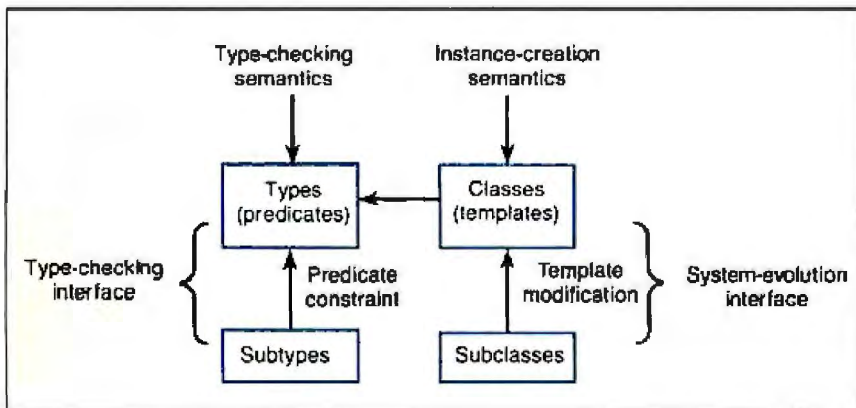 Type-checking
semantics
Instance-creation
semantics
Types
(predicates)
Classes
(templates)
Type-checking
interface
Predicate
constraint
Template
modification
System-evolution
interface
Subtypes
Subclasses